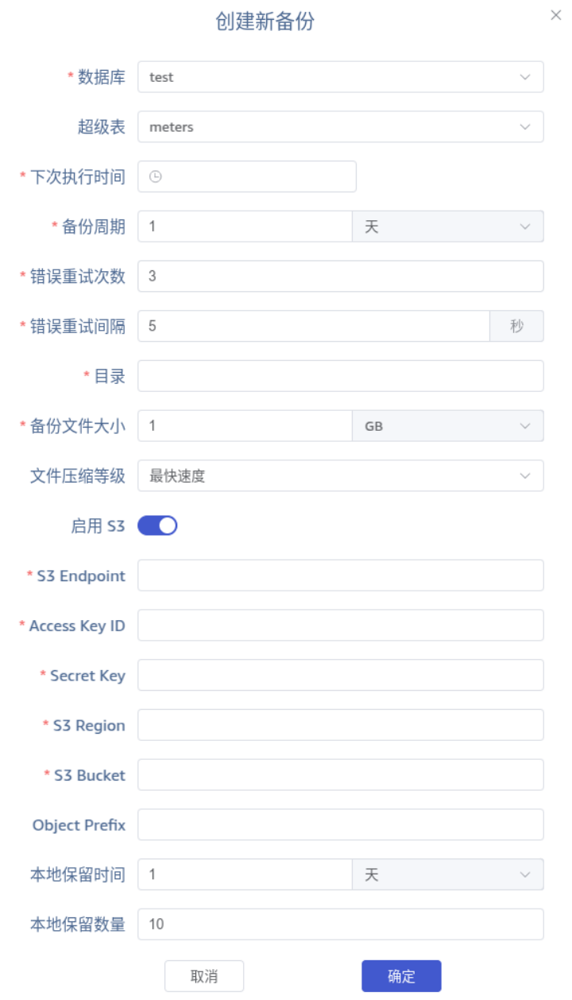 创建新备份
* 数据库 test
超级表 meters
* 下次执行时间
* 备份周期 1 天
* 错误重试次数 3
* 错误重试间隔 5 秒
* 目录
* 备份文件大小 1 GB
文件压缩等级 最快速度
启用 S3
* S3 Endpoint
* Access Key ID
* Secret Key
* S3 Region
* S3 Bucket
Object Prefix
本地保留时间 1 天
本地保留数量 10
取消 确定